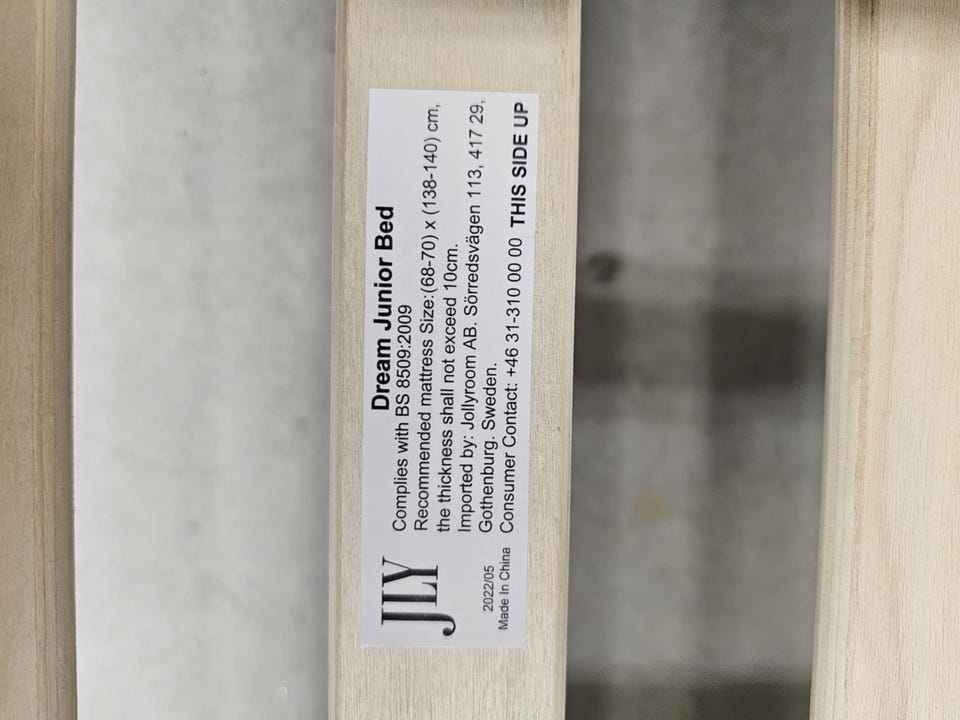 Dream Junior Bed
Complies with BS 8509:2009
Recommended mattress Size:(68-70) x (138-140) cm,
the thickness shall not exceed 10cm.
Imported by: Jollyroom AB. Sörredsvägen 113, 417 29,
Gothenburg. Sweden.
Consumer Contact: +46 31-310 00 00 THIS SIDE UP
JLY
2022/05
Made In China